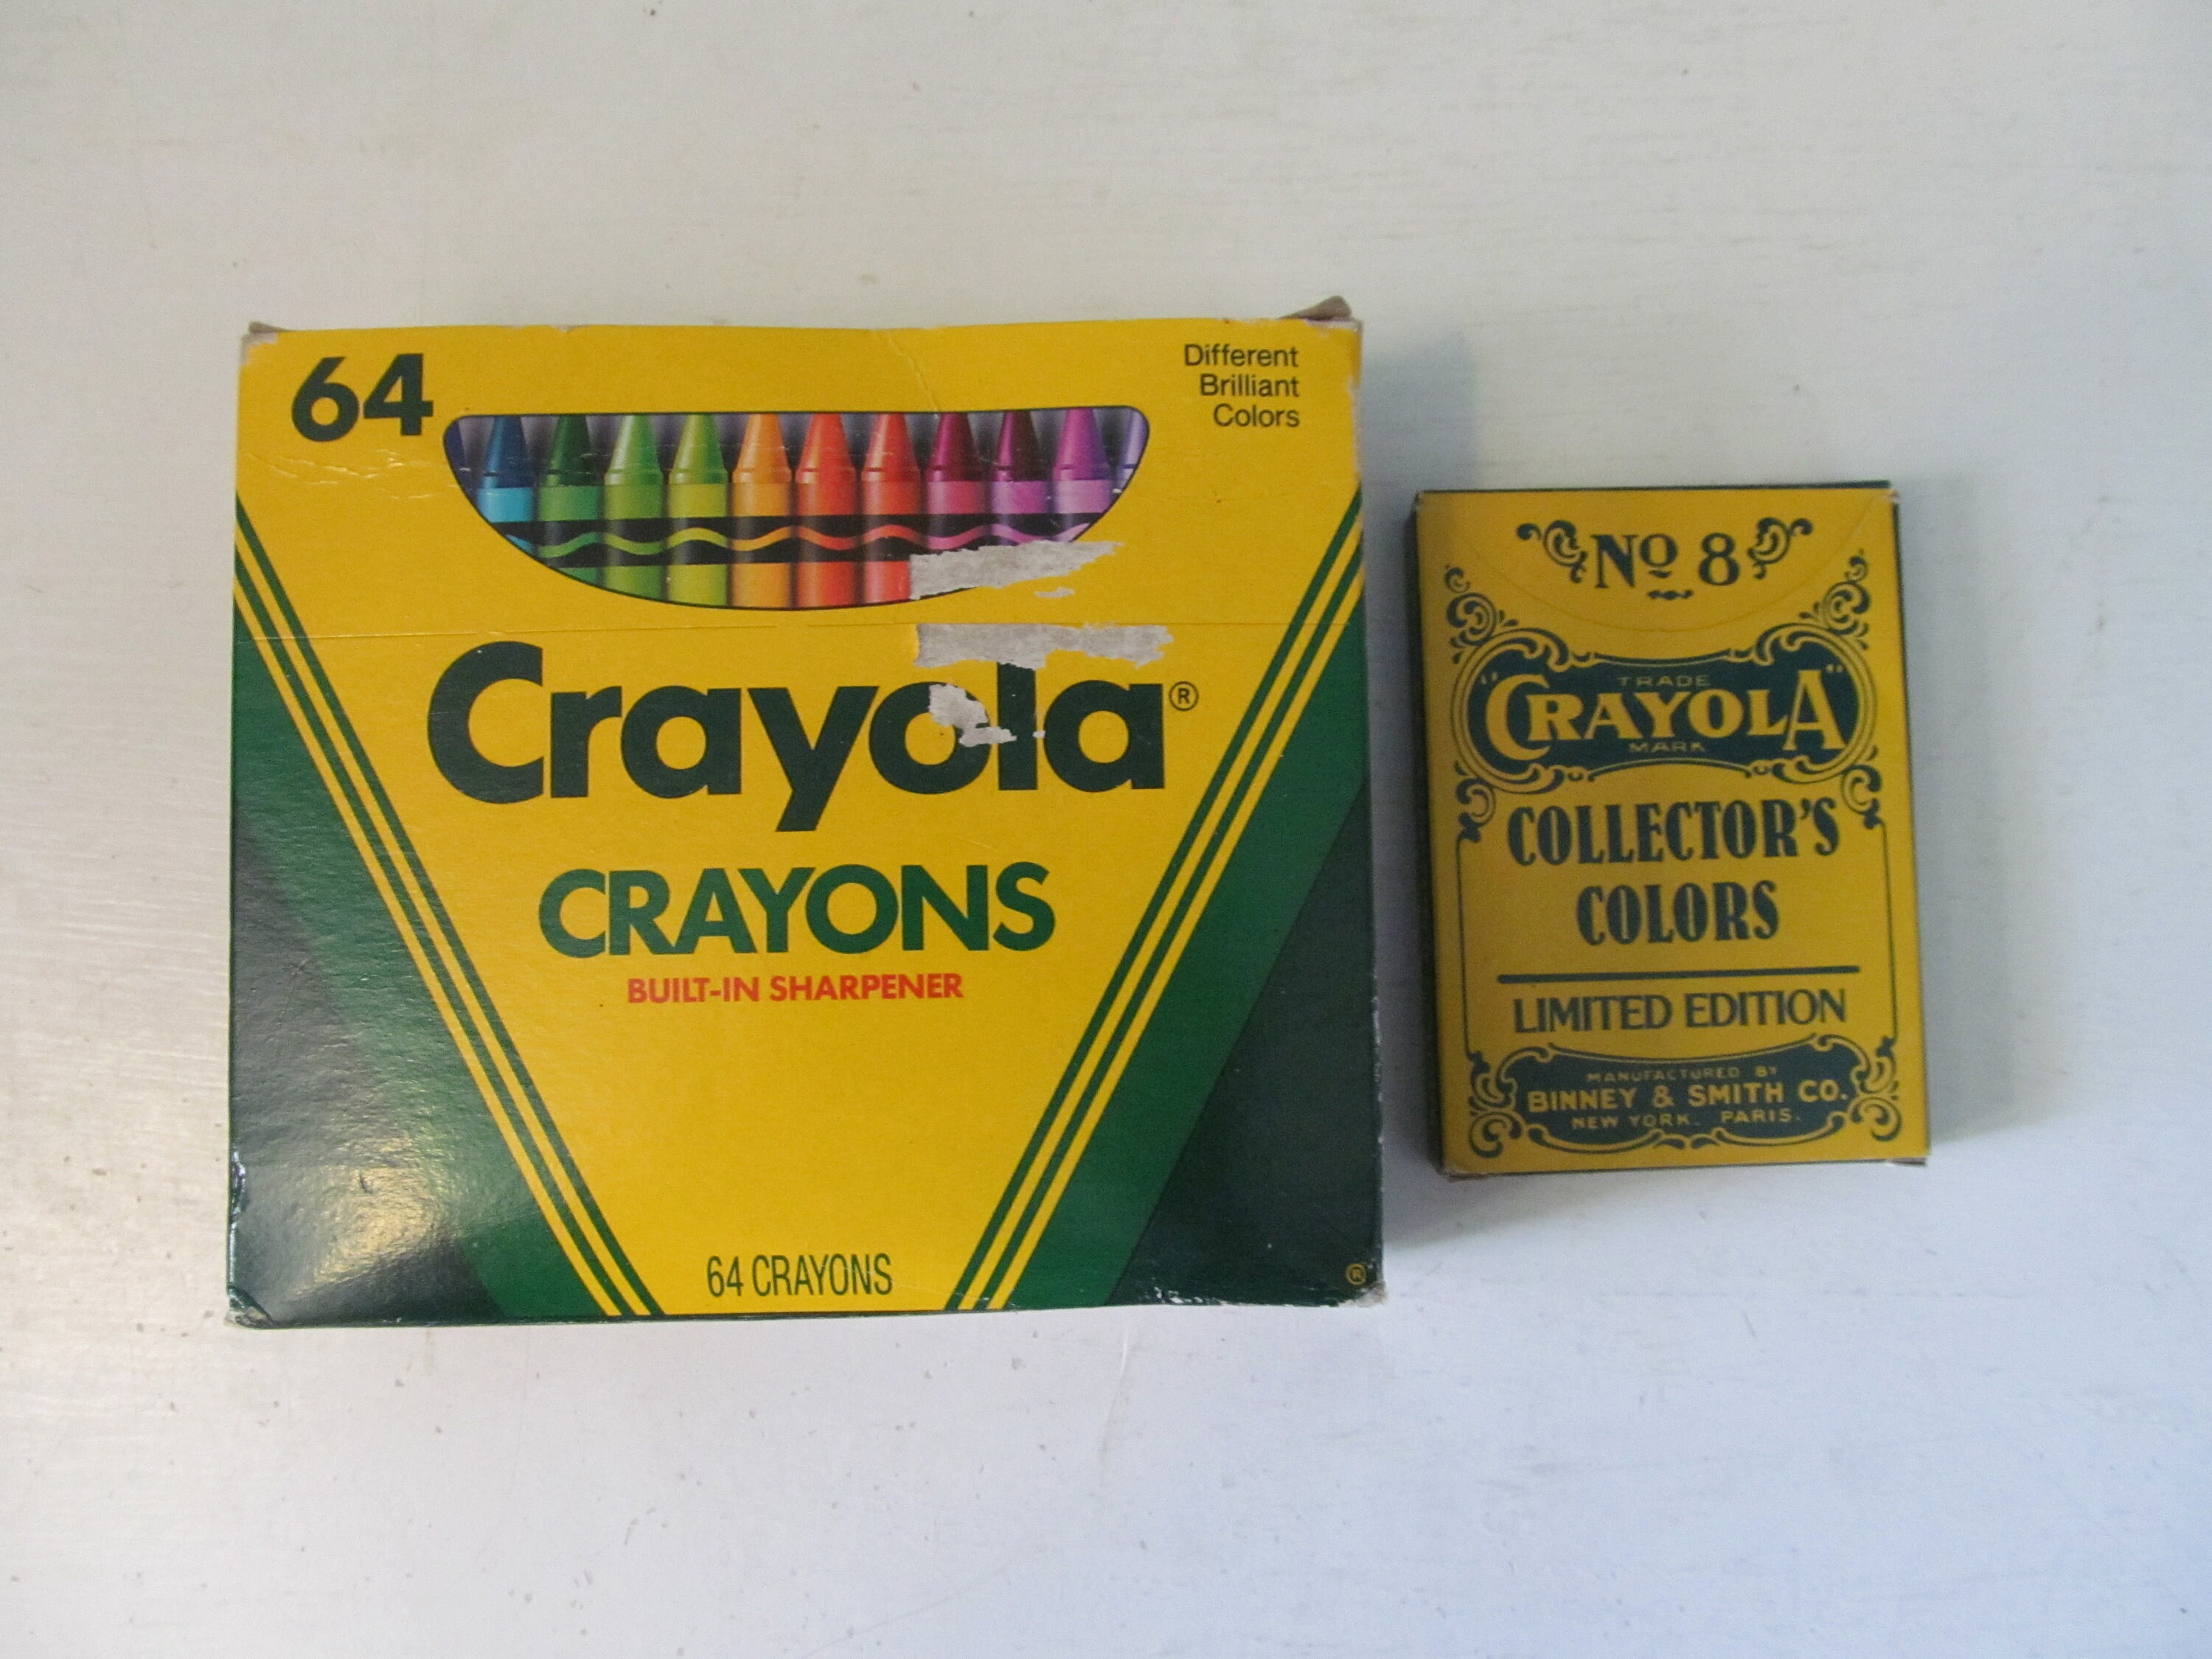 64
Different
Brilliant
Colors
Crayola®
CRAYONS
BUILT-IN SHARPENER
64 CRAYONS
®
No 8
TRADE
"CRAYOLA"
MARK
COLLECTOR'S
COLORS
LIMITED EDITION
MANUFACTURED BY
BINNEY & SMITH CO.
NEW YORK. PARIS.